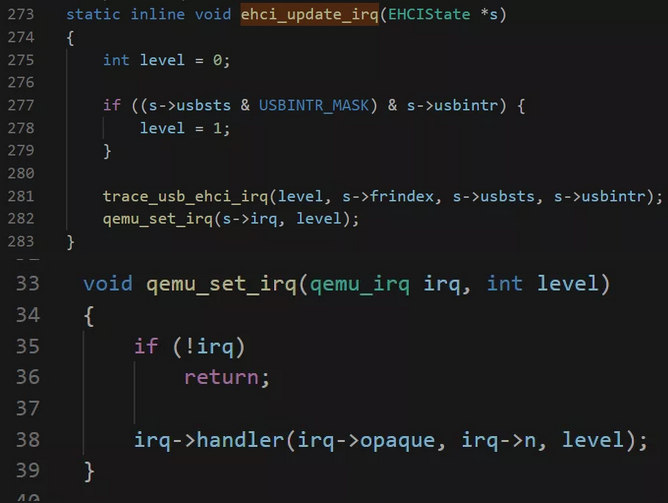 273 static inline void ehci_update_irq(EHCIState *s)
274 {
275     int level = 0;
276
277     if ((s->usbsts & USBINTR_MASK) & s->usbintr) {
278         level = 1;
279     }
280
281     trace_usb_ehci_irq(level, s->frindex, s->usbsts, s->usbintr);
282     qemu_set_irq(s->irq, level);
283 }
33 void qemu_set_irq(qemu_irq irq, int level)
34 {
35     if (!irq)
36         return;
37
38     irq->handler(irq->opaque, irq->n, level);
39 }